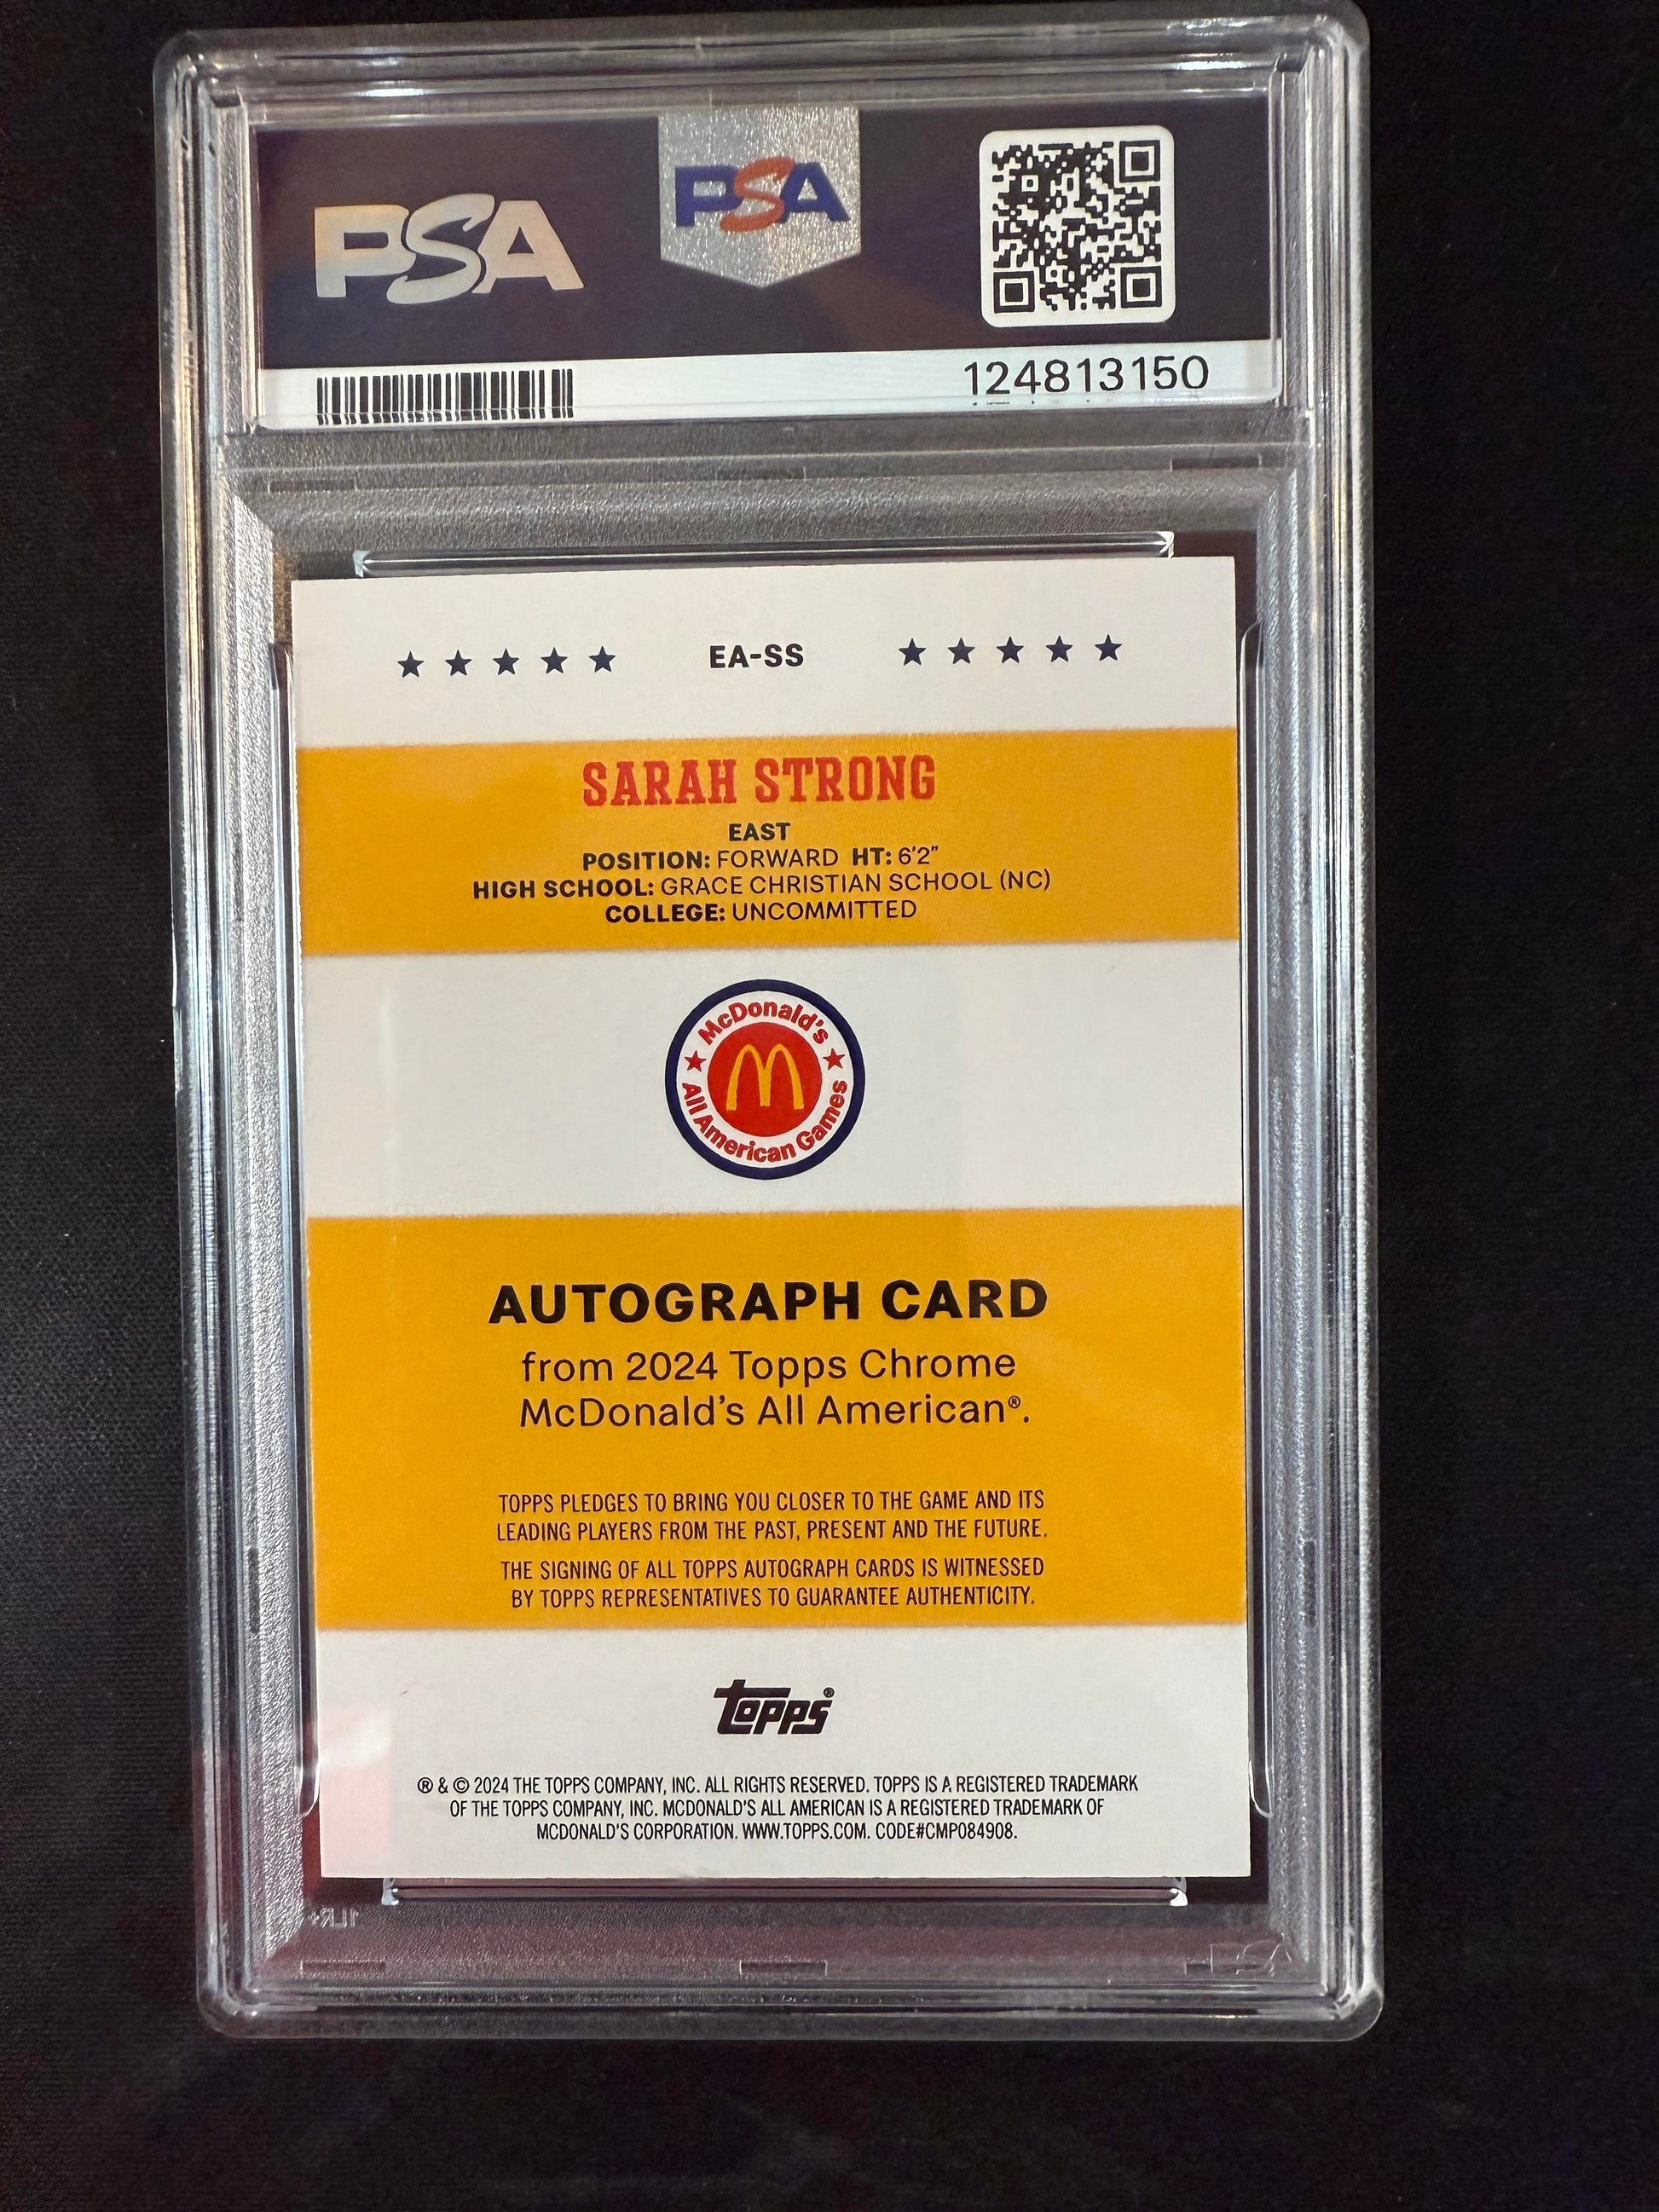 PSA
PSA
124813150
EA-SS
SARAH STRONG
EAST
POSITION: FORWARD HT: 6'2"
HIGH SCHOOL: GRACE CHRISTIAN SCHOOL (NC)
COLLEGE: UNCOMMITTED
McDonald's
All American Games
AUTOGRAPH CARD
from 2024 Topps Chrome
McDonald's All American®.
TOPPS PLEDGES TO BRING YOU CLOSER TO THE GAME AND ITS
LEADING PLAYERS FROM THE PAST, PRESENT AND THE FUTURE.
THE SIGNING OF ALL TOPPS AUTOGRAPH CARDS IS WITNESSED
BY TOPPS REPRESENTATIVES TO GUARANTEE AUTHENTICITY.
topps®
® & © 2024 THE TOPPS COMPANY, INC. ALL RIGHTS RESERVED. TOPPS IS A REGISTERED TRADEMARK
OF THE TOPPS COMPANY, INC. MCDONALD'S ALL AMERICAN IS A REGISTERED TRADEMARK OF
MCDONALD'S CORPORATION. WWW.TOPPS.COM. CODE#CMP084908.
PSA